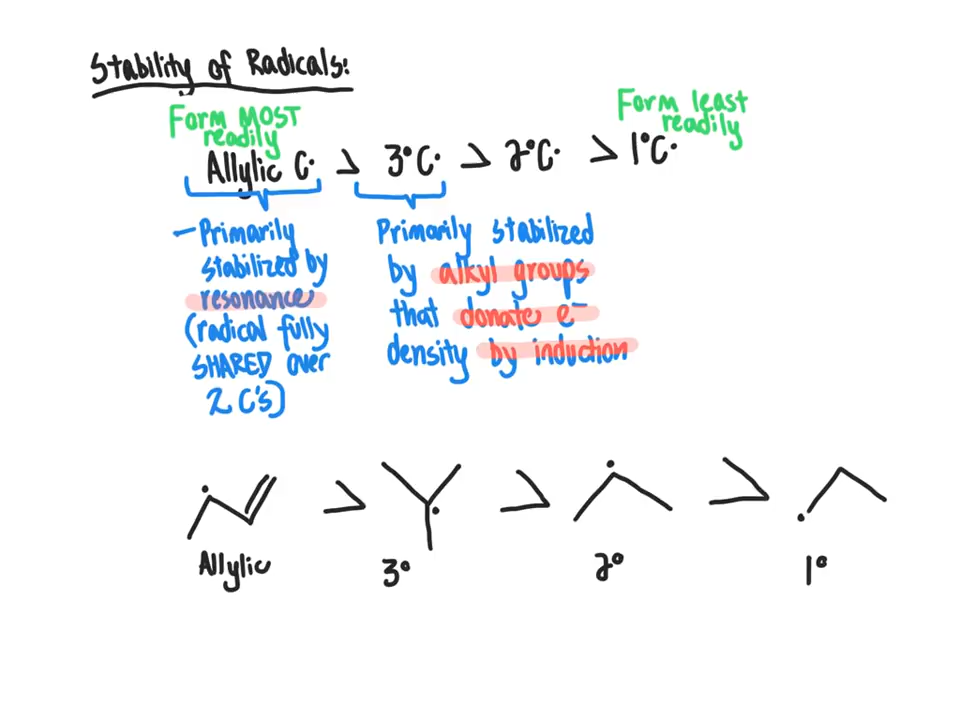 Stability of Radicals:
Form MOST
readily
Form least
readily
Allylic C· > 3°C· > 2°C· > 1°C·
– Primarily
stabilized by
resonance
(radical fully
SHARED over
2 C's)
Primarily stabilized
by alkyl groups
that donate e⁻
density by induction
> > >
Allylic 3° 2° 1°